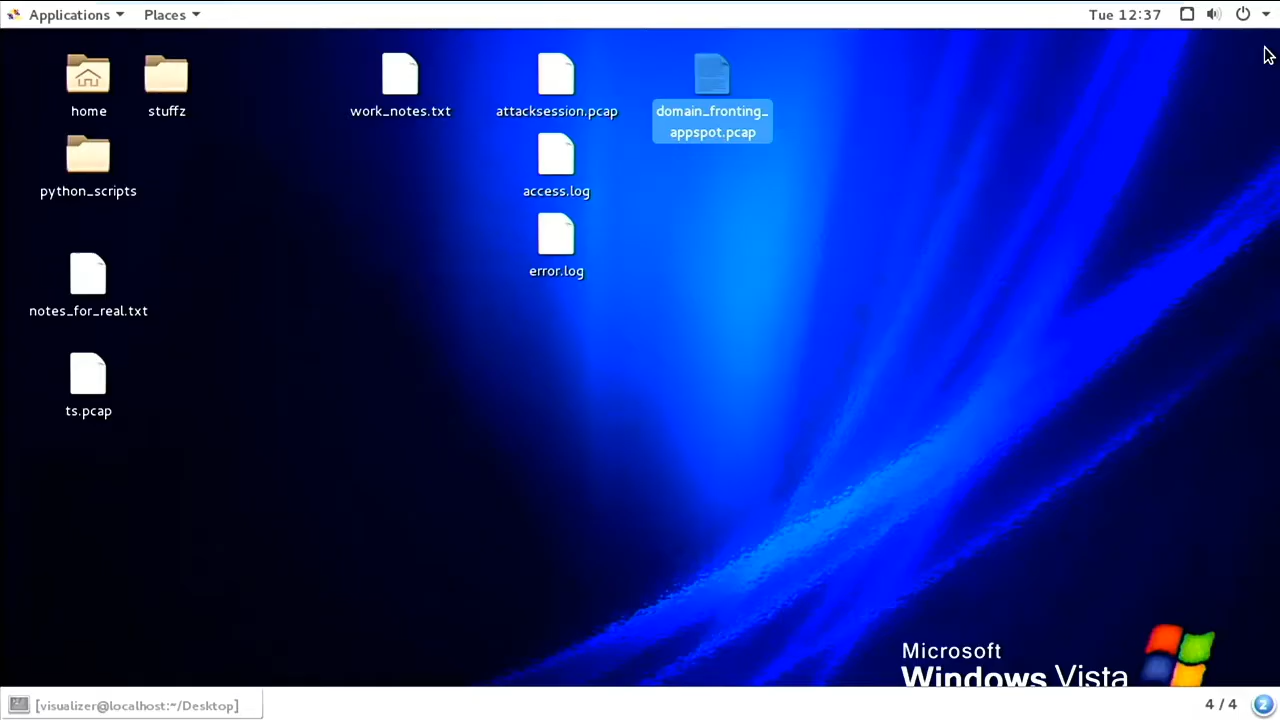 Applications Places Tue 12:37
home stuffz work_notes.txt attacksession.pcap domain_fronting_
appspot.pcap
python_scripts access.log
error.log
notes_for_real.txt
ts.pcap
Microsoft
Windows Vista
[visualizer@localhost:~/Desktop] 4 / 4 2